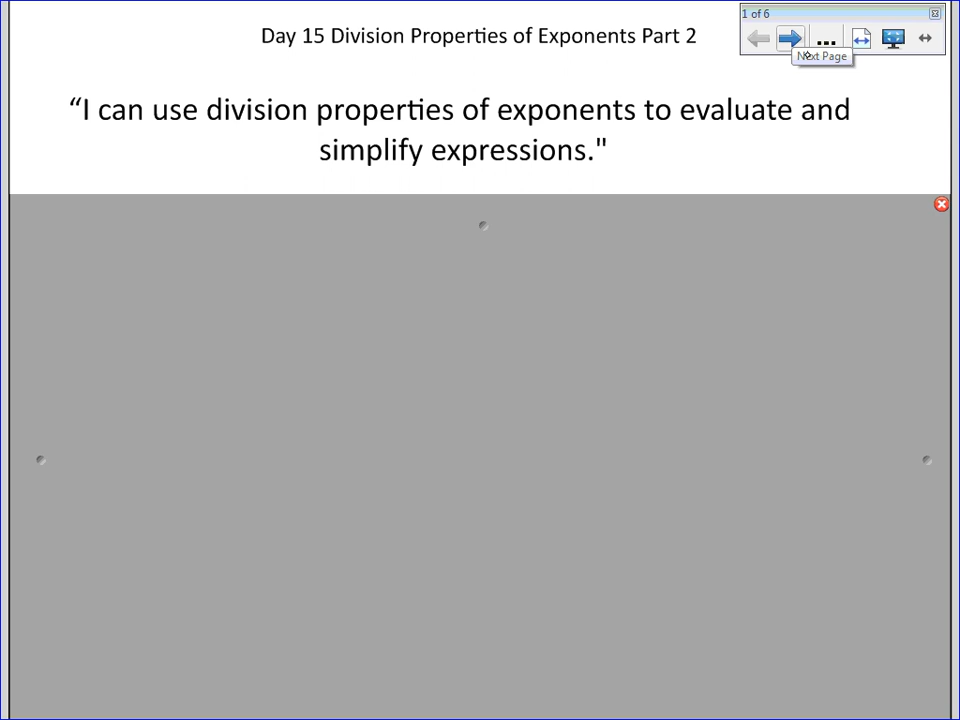 1 of 6
Day 15 Division Properties of Exponents Part 2
Next Page
“I can use division properties of exponents to evaluate and
simplify expressions."